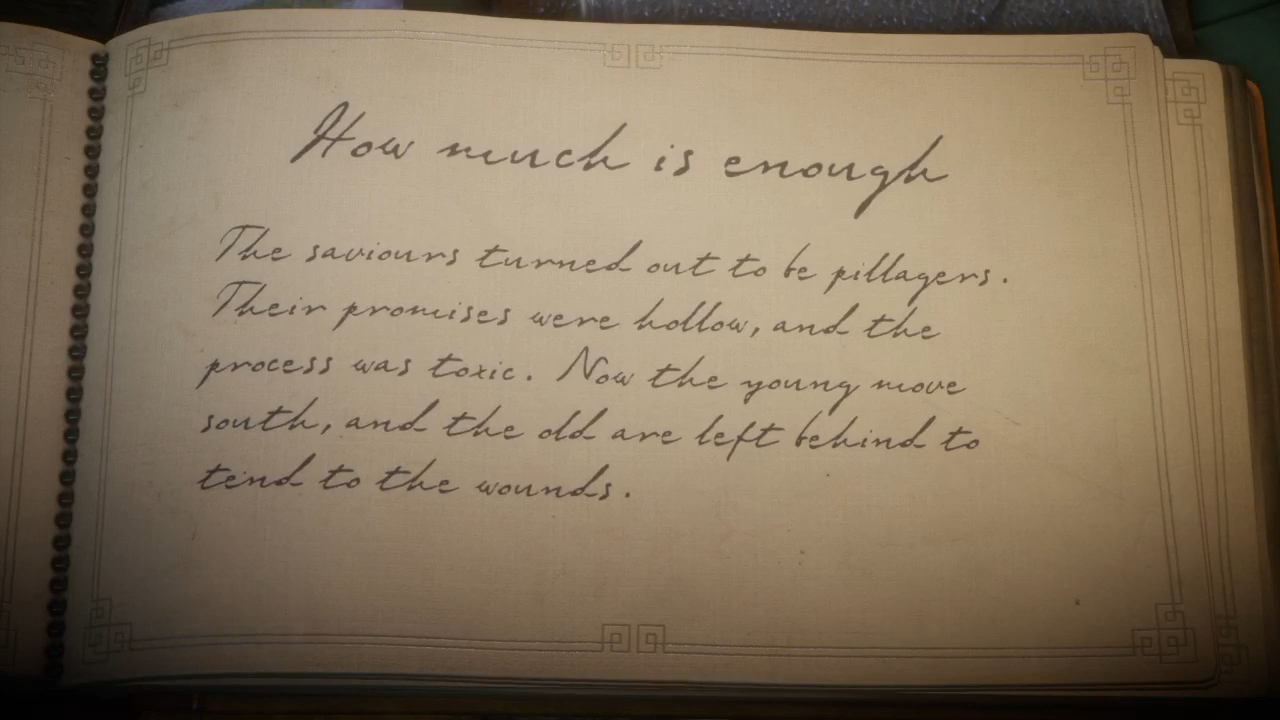 How much is enough
The saviours turned out to be pillagers.
Their promises were hollow, and the
process was toxic. Now the young move
south, and the old are left behind to
tend to the wounds.